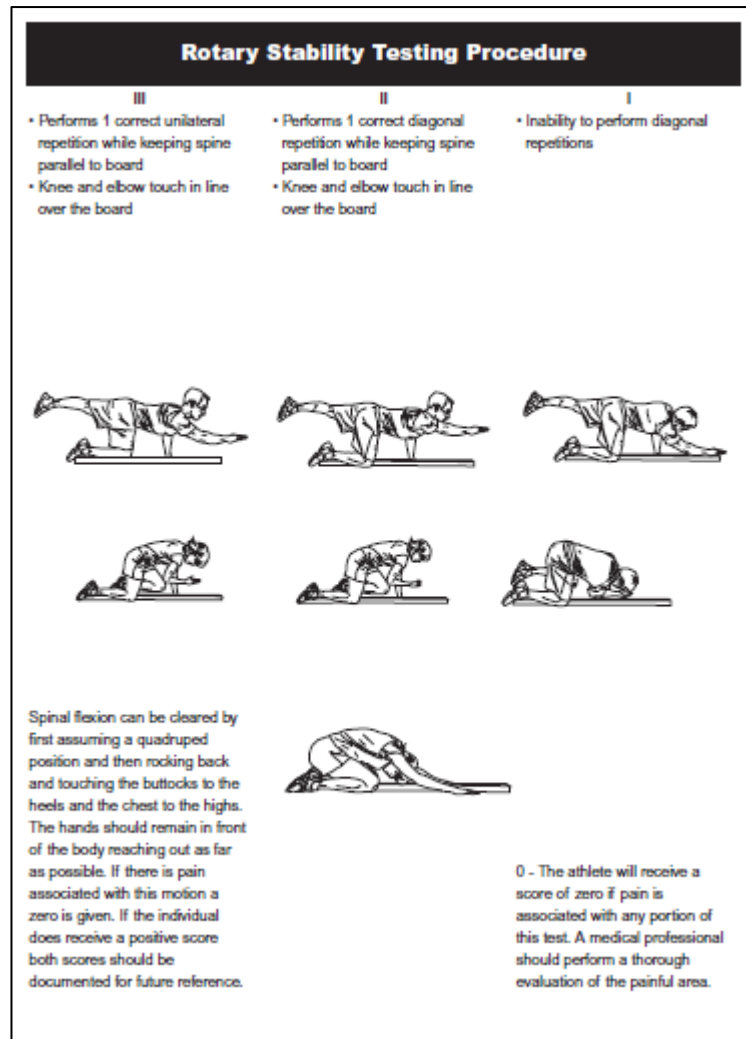 Rotary Stability Testing Procedure
III
• Performs 1 correct unilateral
repetition while keeping spine
parallel to board
• Knee and elbow touch in line
over the board
II
• Performs 1 correct diagonal
repetition while keeping spine
parallel to board
• Knee and elbow touch in line
over the board
I
• Inability to perform diagonal
repetitions
Spinal flexion can be cleared by
first assuming a quadruped
position and then rocking back
and touching the buttocks to the
heels and the chest to the highs.
The hands should remain in front
of the body reaching out as far
as possible. If there is pain
associated with this motion a
zero is given. If the individual
does receive a positive score
both scores should be
documented for future reference.
0 - The athlete will receive a
score of zero if pain is
associated with any portion of
this test. A medical professional
should perform a thorough
evaluation of the painful area.